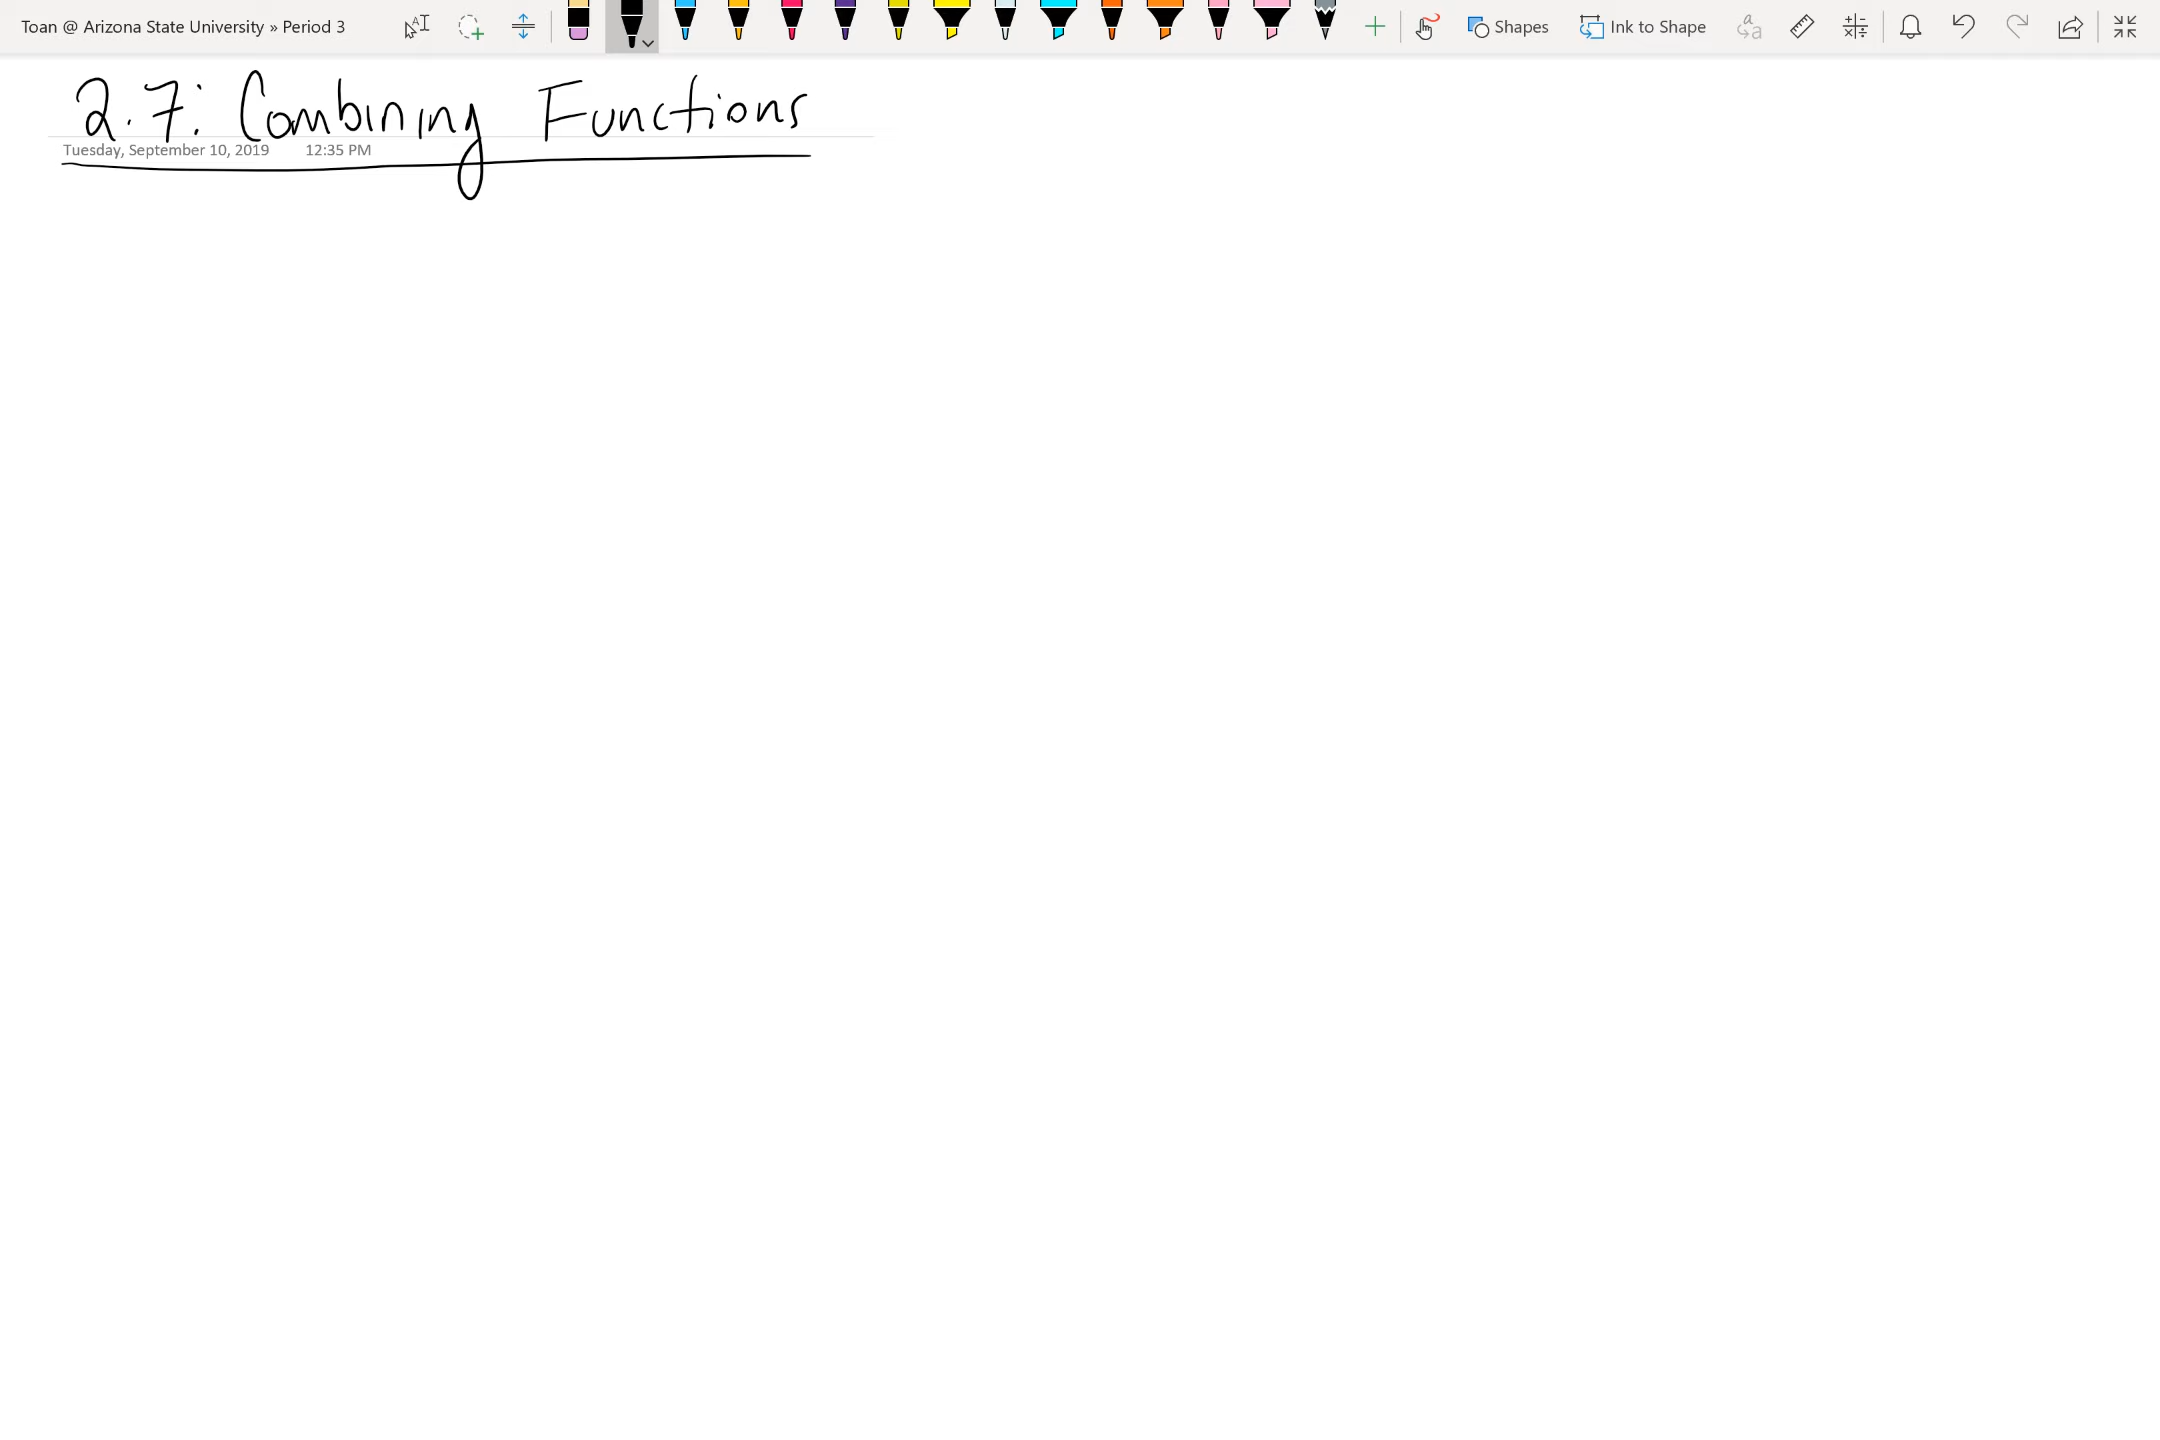 Toan @ Arizona State University » Period 3
Shapes
Ink to Shape
2.7: Combining Functions
Tuesday, September 10, 2019 12:35 PM